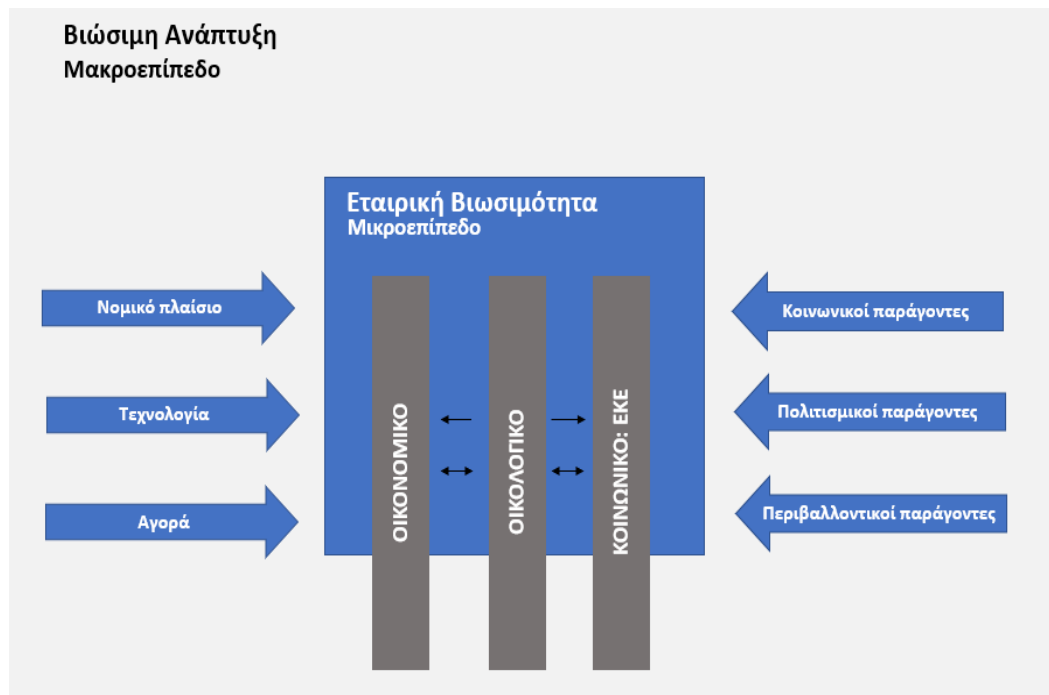 Βιώσιμη Ανάπτυξη
Μακροεπίπεδο
Εταιρική Βιωσιμότητα
Μικροεπίπεδο
Νομικό πλαίσιο
Τεχνολογία
Αγορά
ΟΙΚΟΝΟΜΙΚΟ
ΟΙΚΟΛΟΓΙΚΟ
ΚΟΙΝΩΝΙΚΟ: ΕΚΕ
Κοινωνικοί παράγοντες
Πολιτισμικοί παράγοντες
Περιβαλλοντικοί παράγοντες